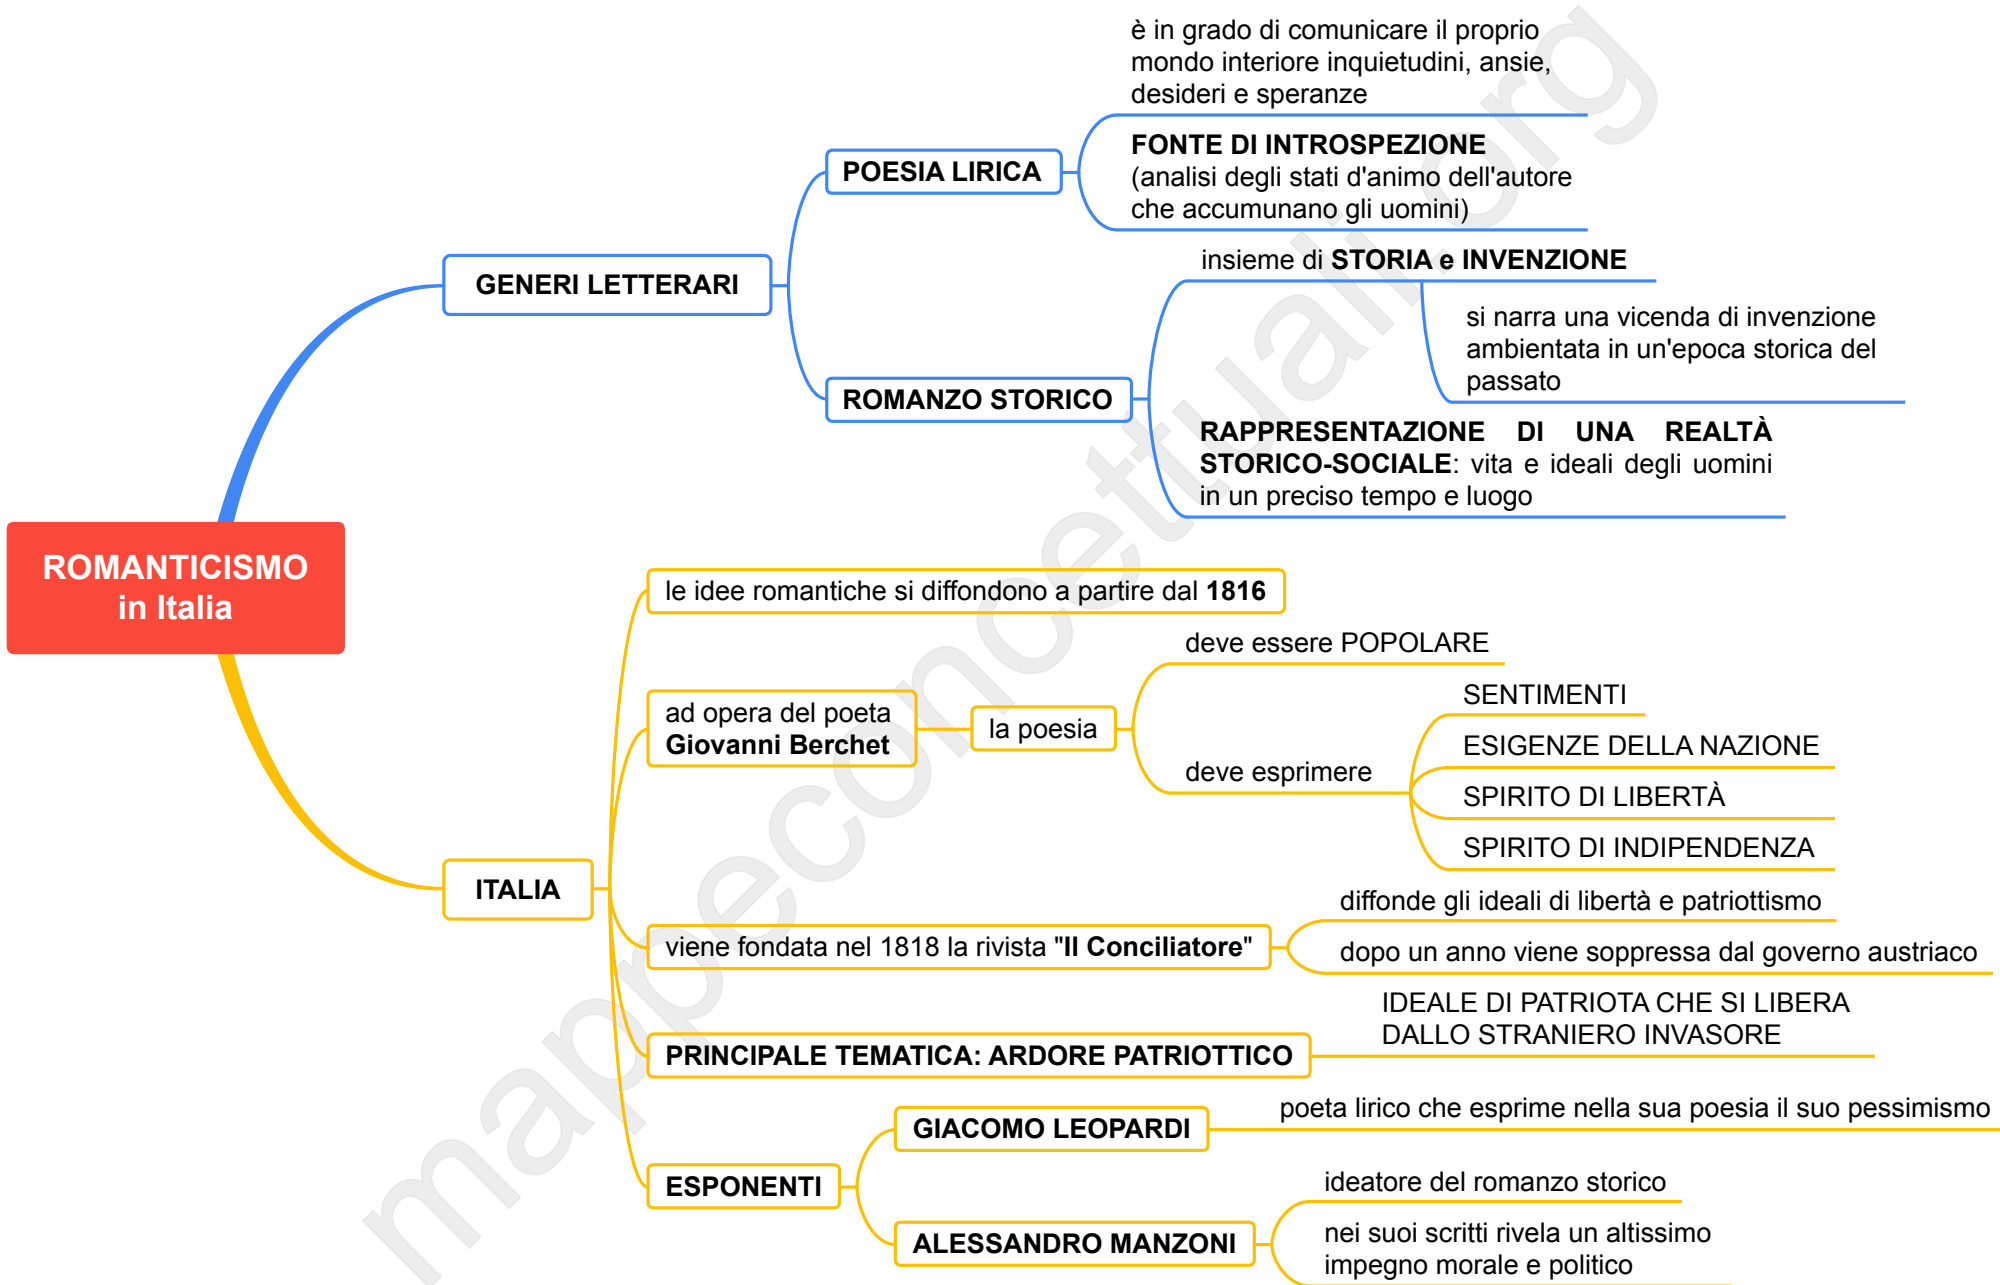 è in grado di comunicare il proprio
mondo interiore inquietudini, ansie,
desideri e speranze
FONTE DI INTROSPEZIONE
(analisi degli stati d'animo dell'autore
che accumunano gli uomini)
POESIA LIRICA
GENERI LETTERARI
insieme di STORIA e INVENZIONE
si narra una vicenda di invenzione
ambientata in un'epoca storica del
passato
ROMANZO STORICO
RAPPRESENTAZIONE DI UNA REALTÀ
STORICO-SOCIALE: vita e ideali degli uomini
in un preciso tempo e luogo
ROMANTICISMO
in Italia
le idee romantiche si diffondono a partire dal 1816
deve essere POPOLARE
ad opera del poeta
Giovanni Berchet
la poesia
deve esprimere
SENTIMENTI
ESIGENZE DELLA NAZIONE
SPIRITO DI LIBERTÀ
SPIRITO DI INDIPENDENZA
ITALIA
viene fondata nel 1818 la rivista "Il Conciliatore"
diffonde gli ideali di libertà e patriottismo
dopo un anno viene soppressa dal governo austriaco
PRINCIPALE TEMATICA: ARDORE PATRIOTTICO
IDEALE DI PATRIOTA CHE SI LIBERA
DALLO STRANIERO INVASORE
ESPONENTI
GIACOMO LEOPARDI
poeta lirico che esprime nella sua poesia il suo pessimismo
ALESSANDRO MANZONI
ideatore del romanzo storico
nei suoi scritti rivela un altissimo
impegno morale e politico
mappeconcettuali.org